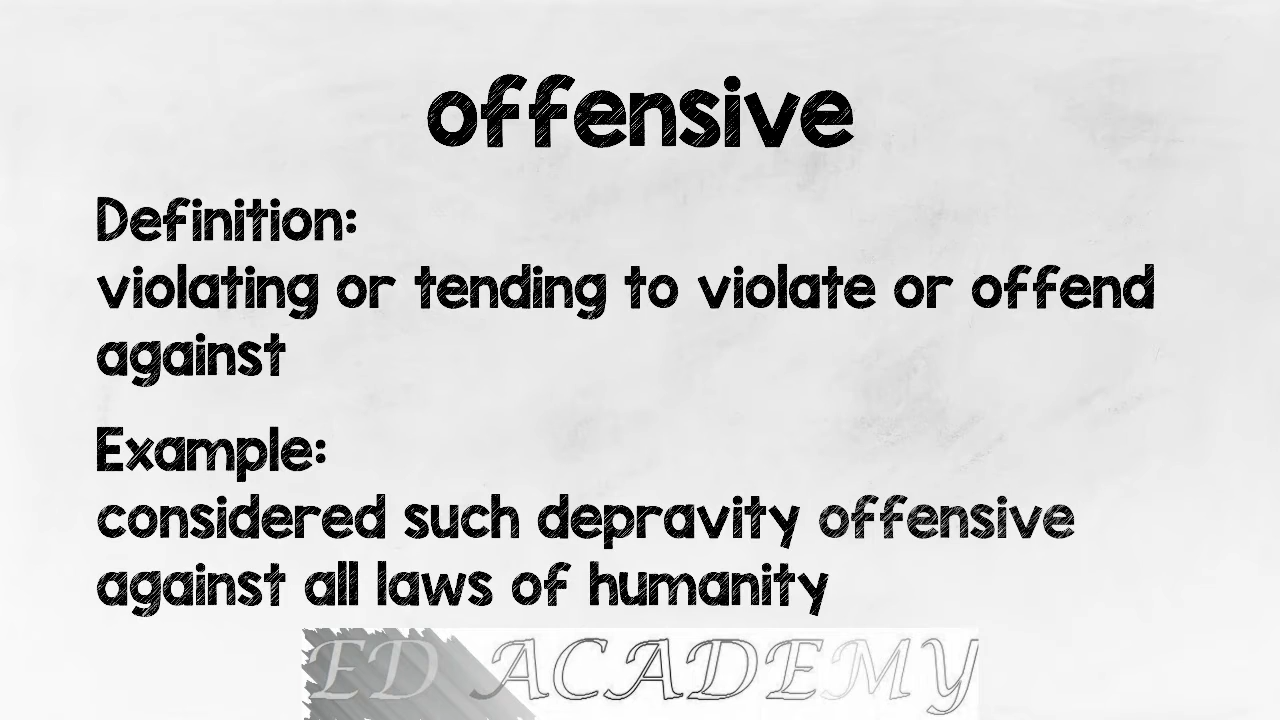 offensive
Definition:
violating or tending to violate or offend
against
Example:
considered such depravity offensive
against all laws of humanity
ED ACADEMY